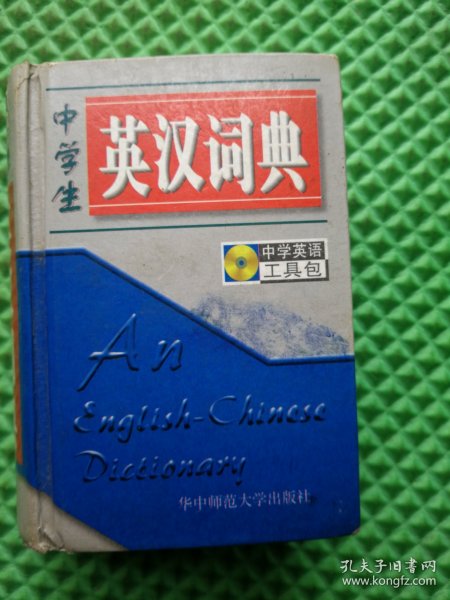 中学生
英汉词典
中学英语
工具包
An
English-Chinese
Dictionary
华中师范大学出版社
孔夫子旧书网
www.kongfz.com